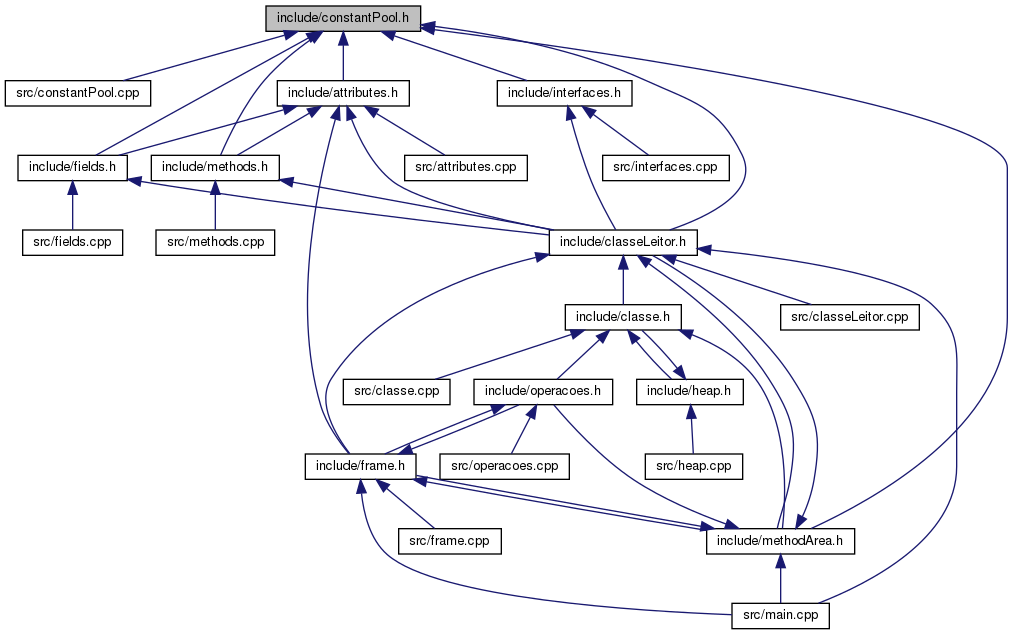 include/constantPool.h
src/constantPool.cpp
include/attributes.h
include/interfaces.h
include/fields.h
include/methods.h
src/attributes.cpp
src/interfaces.cpp
src/fields.cpp
src/methods.cpp
include/classeLeitor.h
include/classe.h
src/classeLeitor.cpp
src/classe.cpp
include/operacoes.h
include/heap.h
include/frame.h
src/operacoes.cpp
src/heap.cpp
src/frame.cpp
include/methodArea.h
src/main.cpp